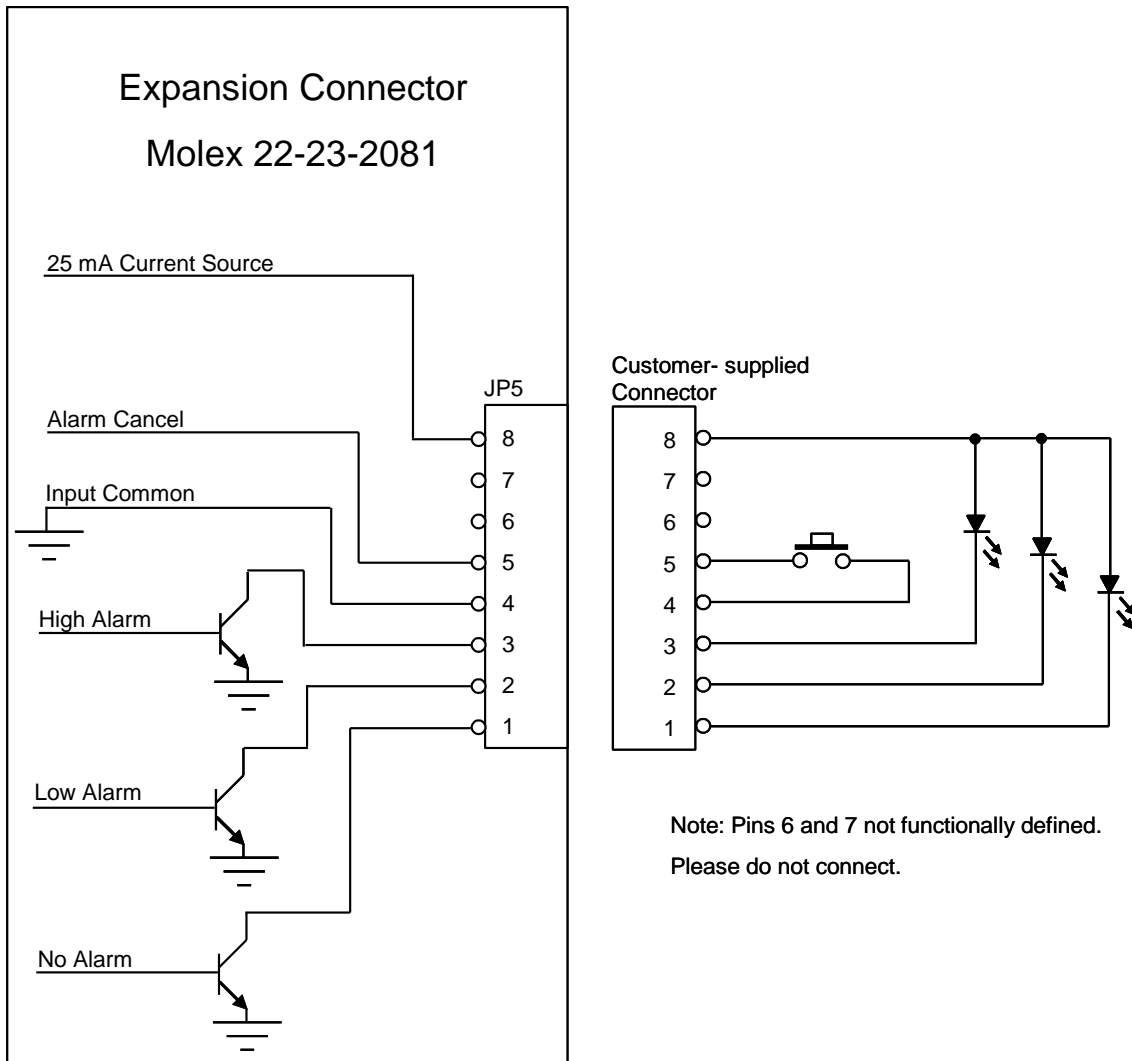 Expansion Connector
Molex 22-23-2081
25 mA Current Source
Alarm Cancel
Input Common
High Alarm
Low Alarm
No Alarm
JP5
8
7
6
5
4
3
2
1
Customer- supplied
Connector
8
7
6
5
4
3
2
1
Note: Pins 6 and 7 not functionally defined.
Please do not connect.